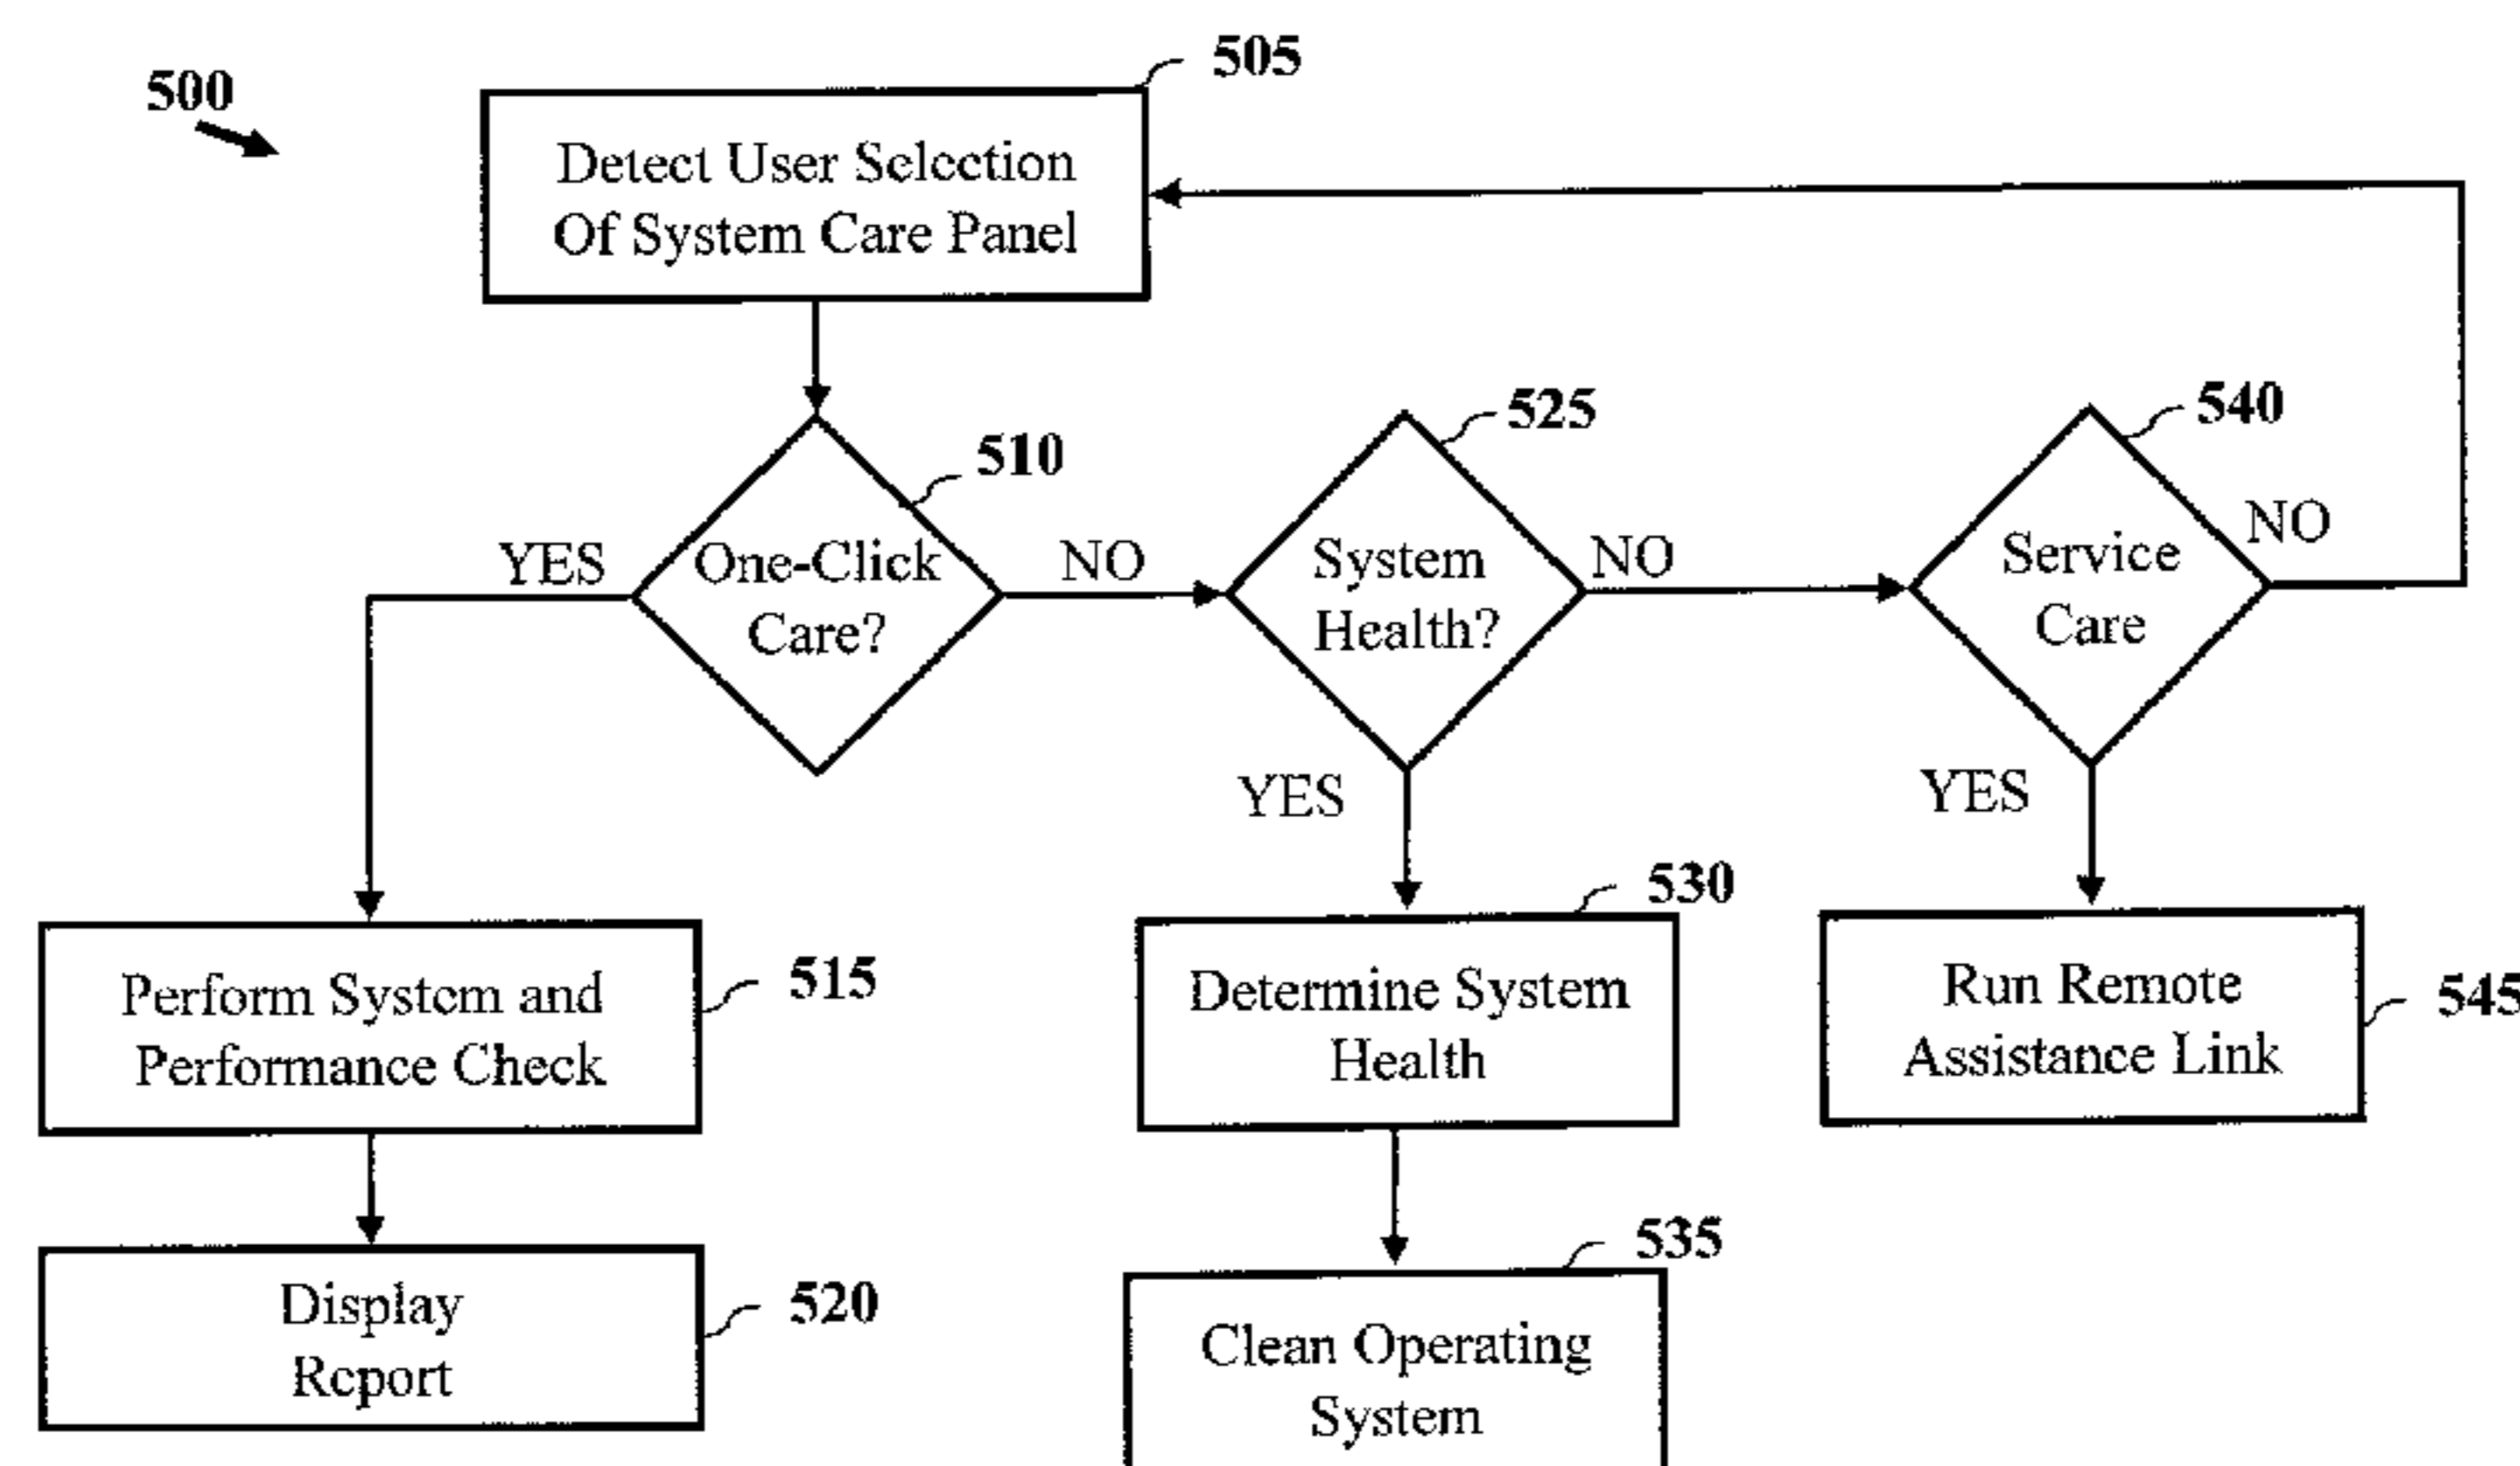 500
505
Detect User Selection
Of System Care Panel
510
One-Click
Care?
YES
NO
525
System
Health?
NO
YES
540
Service
Care
NO
YES
Perform System and
Performance Check
515
530
Determine System
Health
Run Remote
Assistance Link
545
Display
Report
520
535
Clean Operating
System